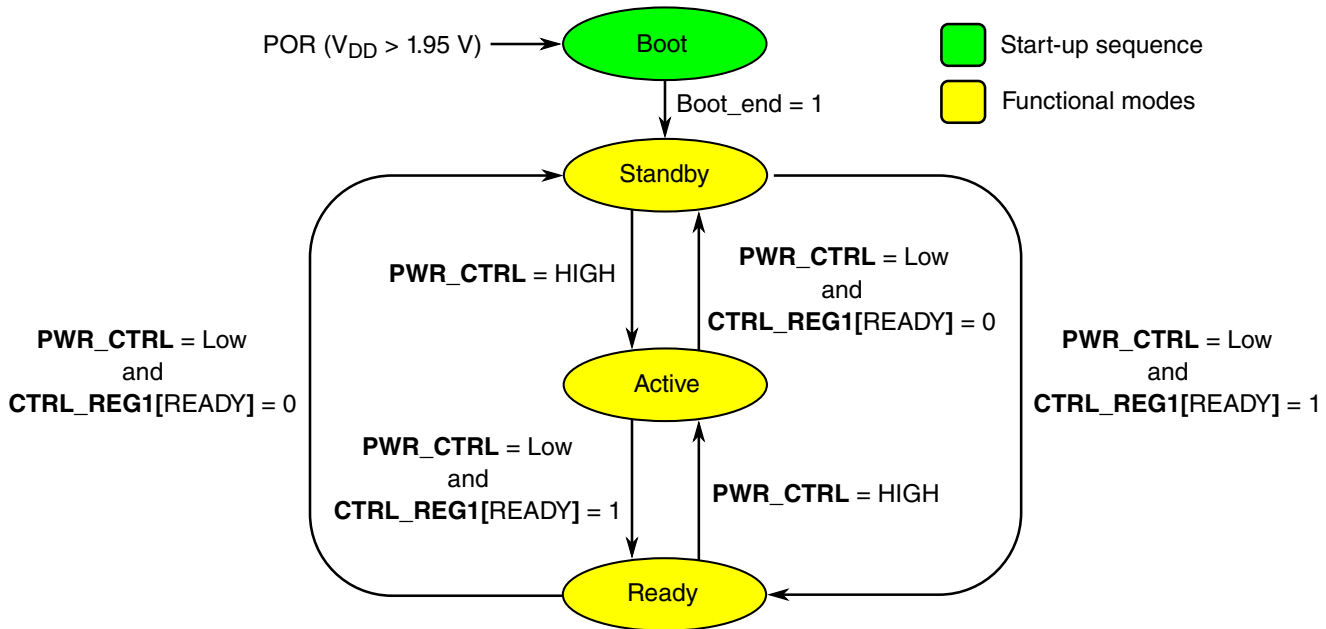 POR (VDD > 1.95 V)
Boot
Start-up sequence
Functional modes
Boot_end = 1
Standby
PWR_CTRL = HIGH
PWR_CTRL = Low
and
CTRL_REG1[READY] = 0
PWR_CTRL = Low
and
CTRL_REG1[READY] = 0
PWR_CTRL = Low
and
CTRL_REG1[READY] = 1
Active
PWR_CTRL = Low
and
CTRL_REG1[READY] = 1
PWR_CTRL = HIGH
Ready